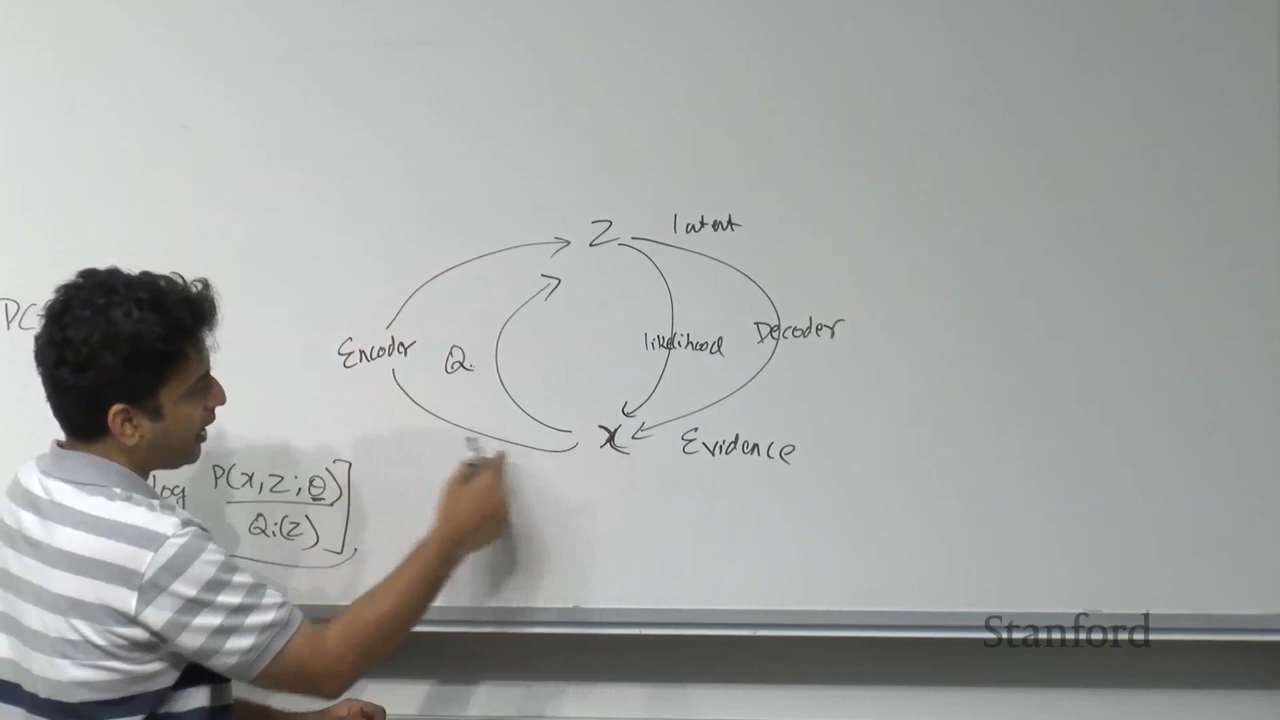 Z latent
P(
Encoder Q. likelihood Decoder
x Evidence
log P(x,z;θ)]
Qi(z)
Stanford